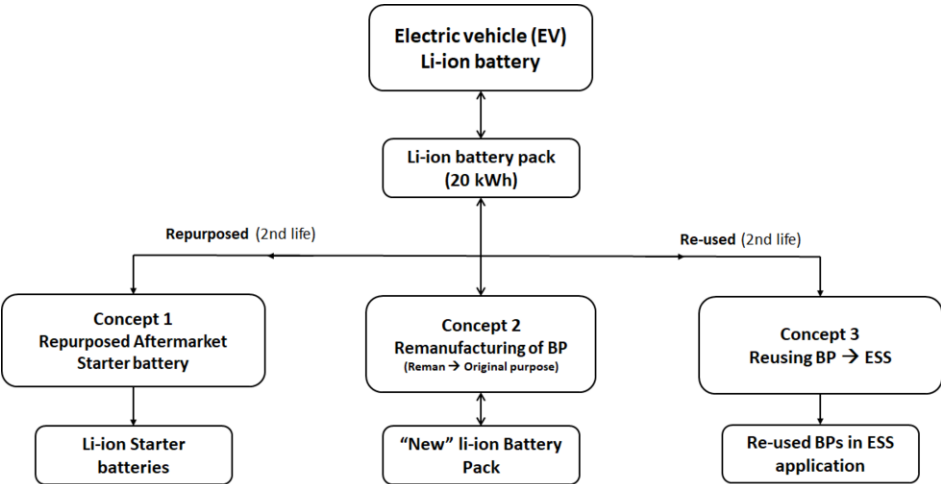 Electric vehicle (EV)
Li-ion battery
Li-ion battery pack
(20 kWh)
Repurposed (2nd life)
Re-used (2nd life)
Concept 1
Repurposed Aftermarket
Starter battery
Concept 2
Remanufacturing of BP
(Reman → Original purpose)
Concept 3
Reusing BP → ESS
Li-ion Starter
batteries
“New” li-ion Battery
Pack
Re-used BPs in ESS
application